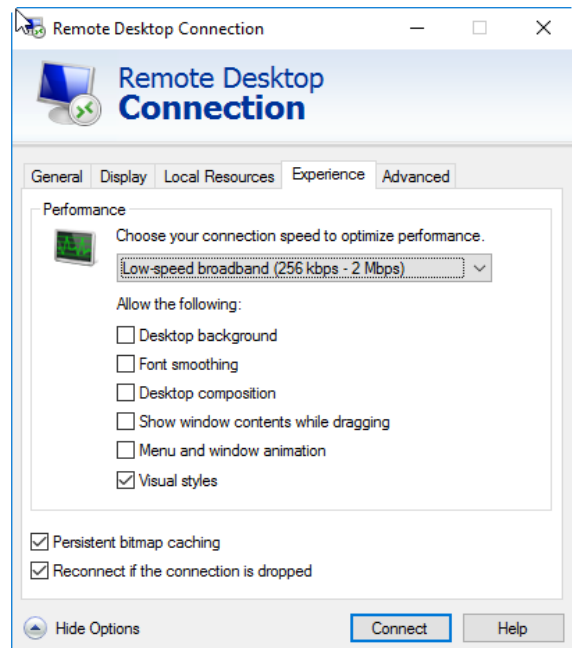 Remote Desktop Connection
Remote Desktop
Connection
General Display Local Resources Experience Advanced
Performance
Choose your connection speed to optimize performance.
Low-speed broadband (256 kbps - 2 Mbps)
Allow the following:
Desktop background
Font smoothing
Desktop composition
Show window contents while dragging
Menu and window animation
Visual styles
Persistent bitmap caching
Reconnect if the connection is dropped
Hide Options Connect Help